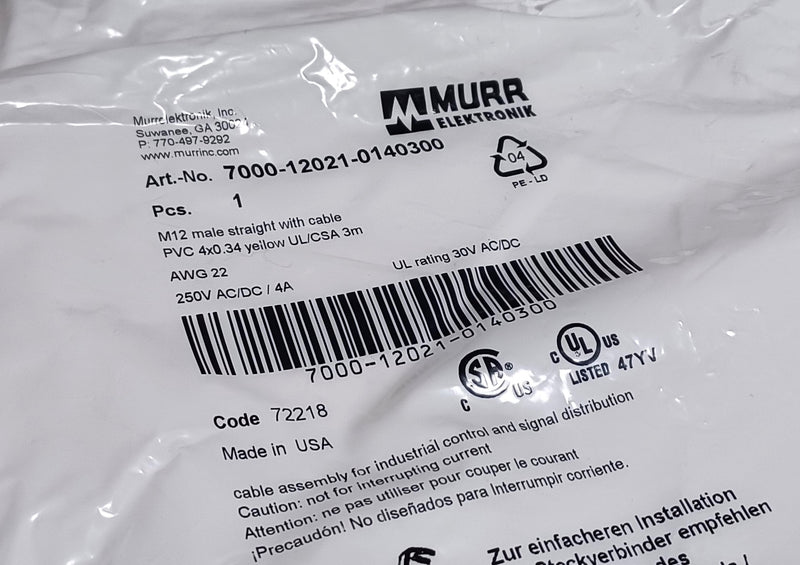 MURR
ELEKTRONIK
Murrelektronik, Inc.
Suwanee, GA
P: 770-497-9292
www.murrinc.com
Art.-No. 7000-12021-0140300
04
PE-LD
Pcs. 1
M12 male straight with cable
PVC 4x0.34 yellow UL/CSA 3m
AWG 22
UL rating 30V AC/DC
250V AC/DC / 4A
7000-12021-0140300
C SA ® US
C UL US
LISTED 47YV
Code 72218
Made in USA
cable assembly for industrial control and signal distribution
Caution: not for interrupting current
Attention: ne pas utiliser pour couper le courant
¡Precaudón! No diseñados para Interrumpir corriente.
Zur einfacheren Installation
Steckverbinder empfehlen
des